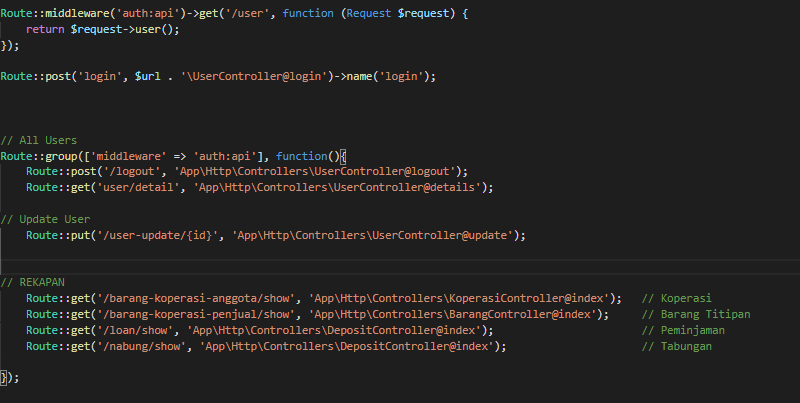 Route::middleware('auth:api')->get('/user', function (Request $request) {
    return $request->user();
});
Route::post('login', $url . '\UserController@login')->name('login');
// All Users
Route::group(['middleware' => 'auth:api'], function(){
    Route::post('/logout', 'App\Http\Controllers\UserController@logout');
    Route::get('user/detail', 'App\Http\Controllers\UserController@details');
// Update User
    Route::put('/user-update/{id}', 'App\Http\Controllers\UserController@update');
// REKAPAN
    Route::get('/barang-koperasi-anggota/show', 'App\Http\Controllers\KoperasiController@index');   // Koperasi
    Route::get('/barang-koperasi-penjual/show', 'App\Http\Controllers\BarangController@index');     // Barang Titipan
    Route::get('/loan/show', 'App\Http\Controllers\DepositController@index');                       // Peminjaman
    Route::get('/nabung/show', 'App\Http\Controllers\DepositController@index');                     // Tabungan
});